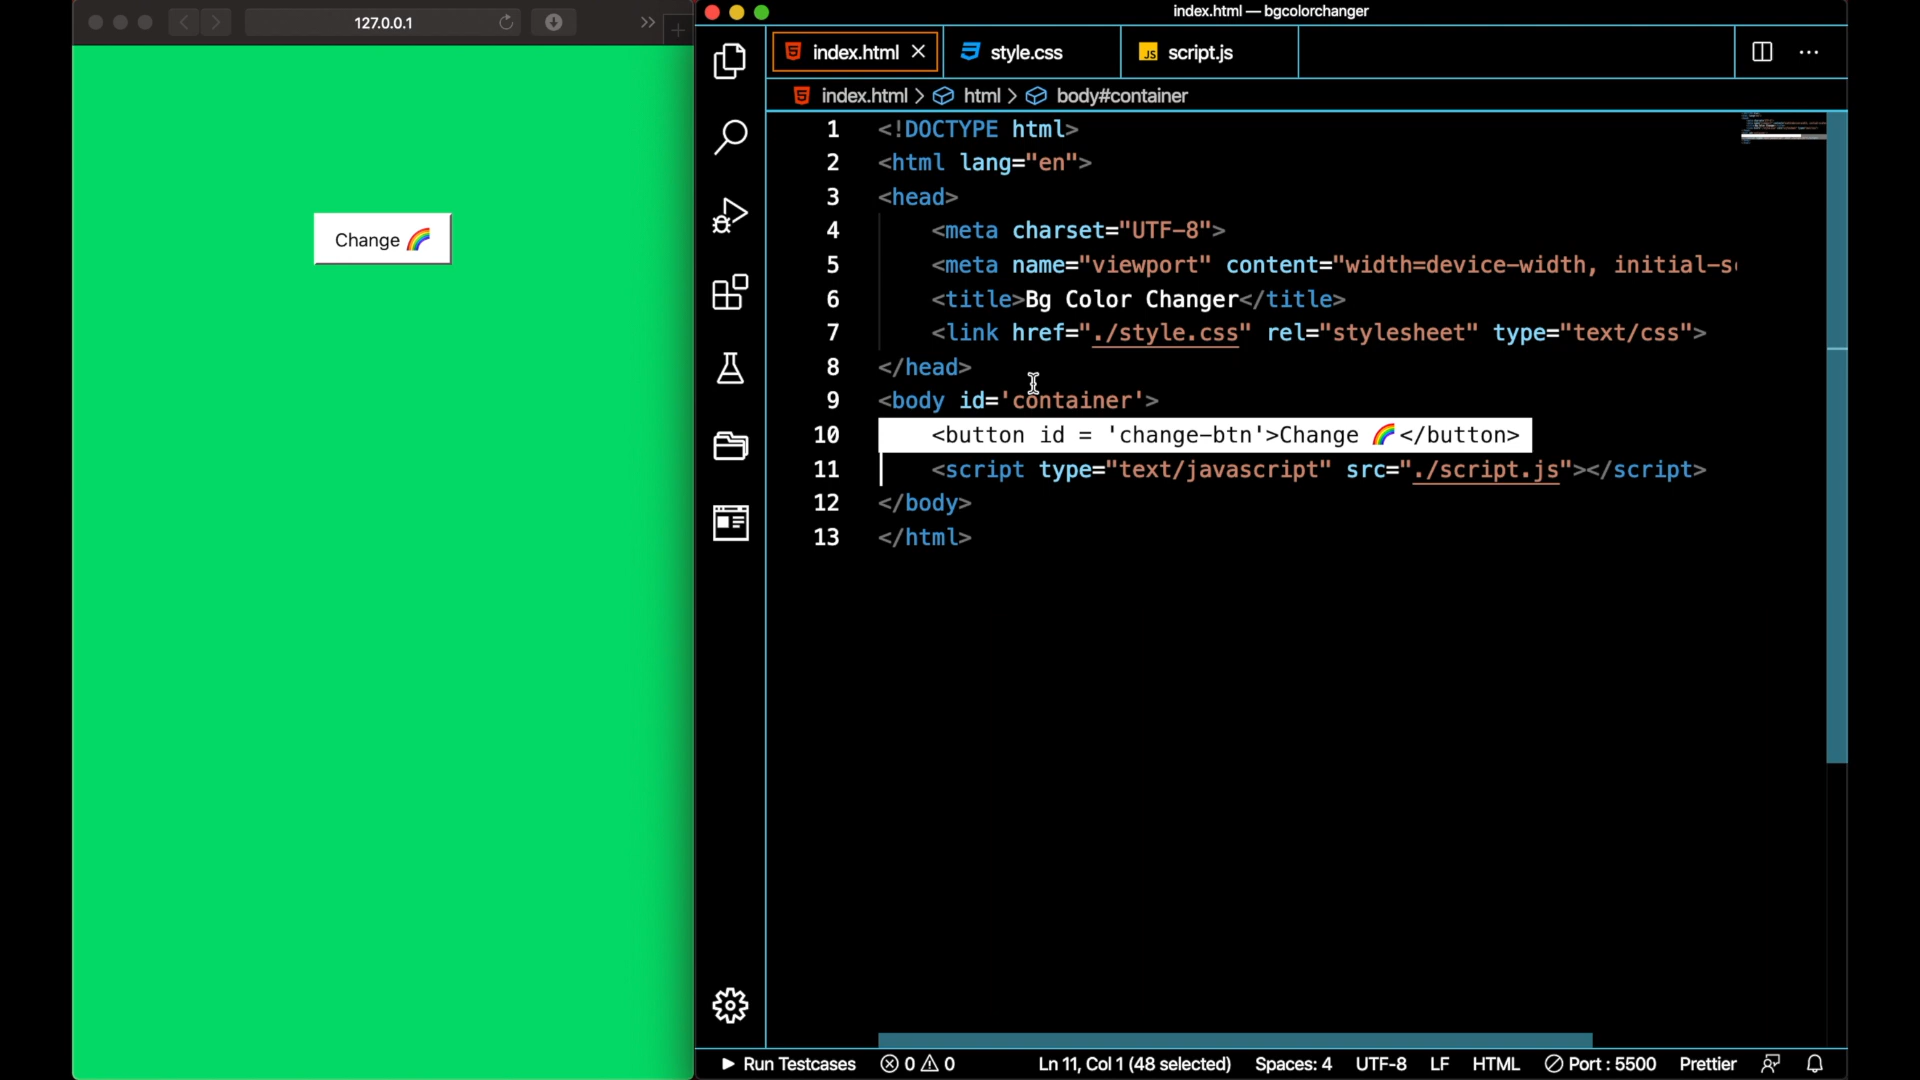 127.0.0.1
Change 🌈
index.html — bgcolorchanger
index.html
style.css
JS script.js
index.html > html > body#container
1 <!DOCTYPE html>
2 <html lang="en">
3 <head>
4 <meta charset="UTF-8">
5 <meta name="viewport" content="width=device-width, initial-s
6 <title>Bg Color Changer</title>
7 <link href="./style.css" rel="stylesheet" type="text/css">
8 </head>
9 <body id='container'>
10 <button id = 'change-btn'>Change 🌈</button>
11 <script type="text/javascript" src="./script.js"></script>
12 </body>
13 </html>
Run Testcases 0 0 Ln 11, Col 1 (48 selected) Spaces: 4 UTF-8 LF HTML Port : 5500 Prettier